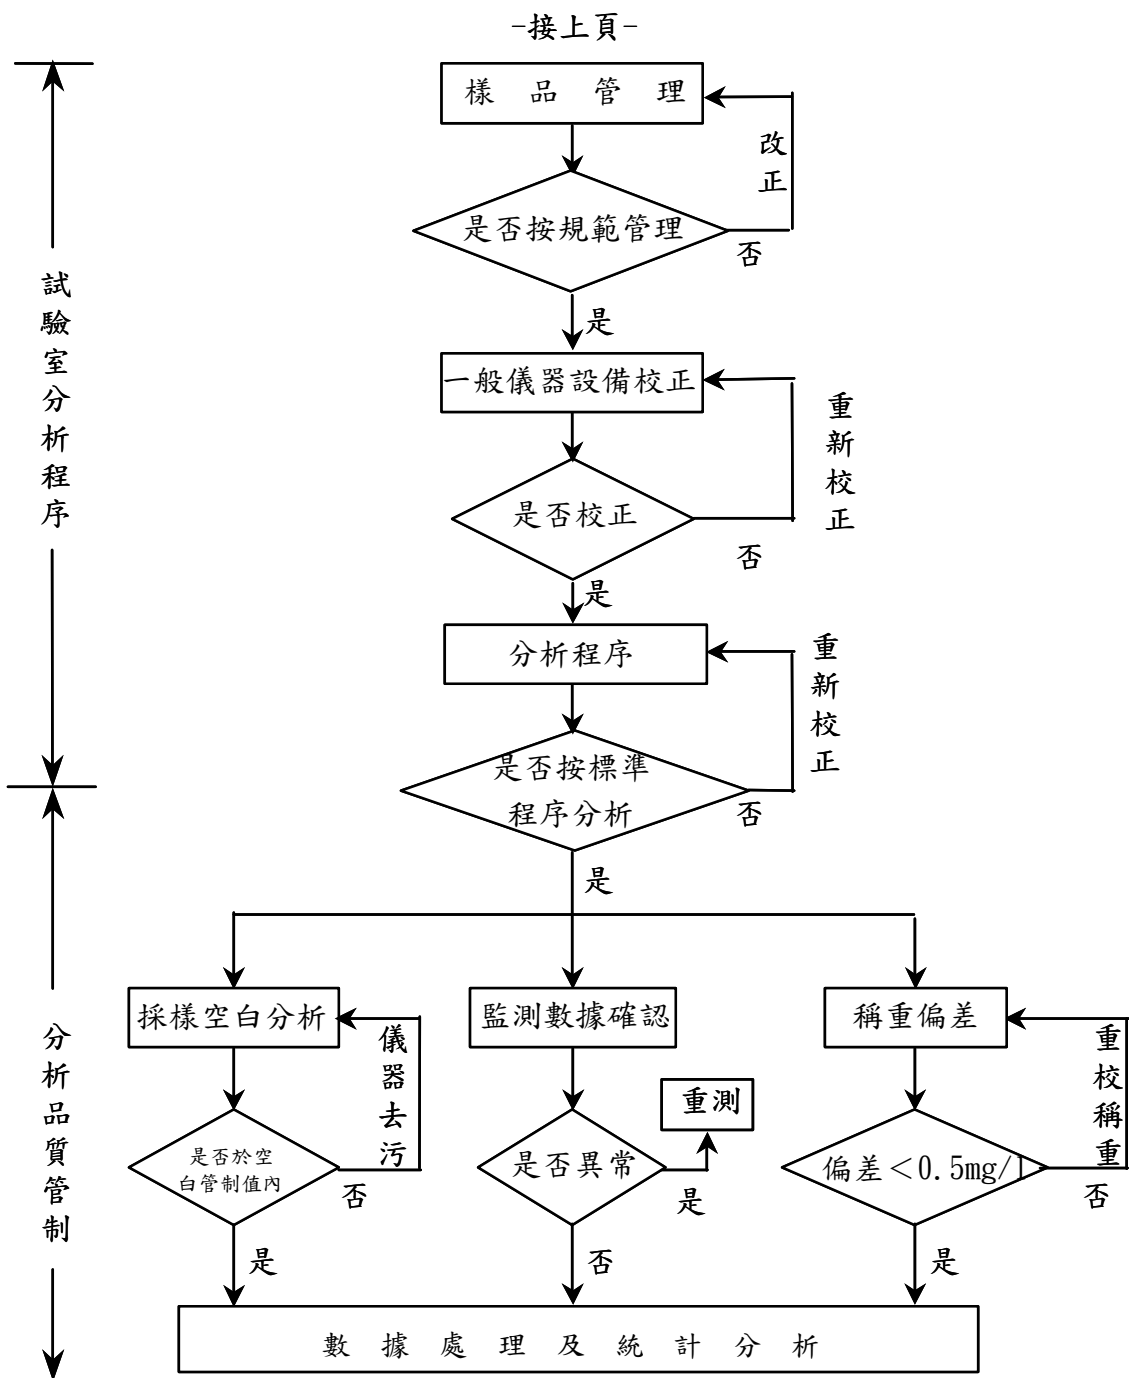 -接上頁-
樣品管理
改正
是否按規範管理
否
是
試驗室分析程序
一般儀器設備校正
重新校正
是否校正
否
是
分析程序
重新校正
是否按標準
程序分析
否
是
分析品質管制
採樣空白分析
儀器去污
是否於空
白管制值內
否
是
監測數據確認
重測
是否異常
是
否
稱重偏差
重校稱重
偏差<0.5mg/l
否
是
數據處理及統計分析